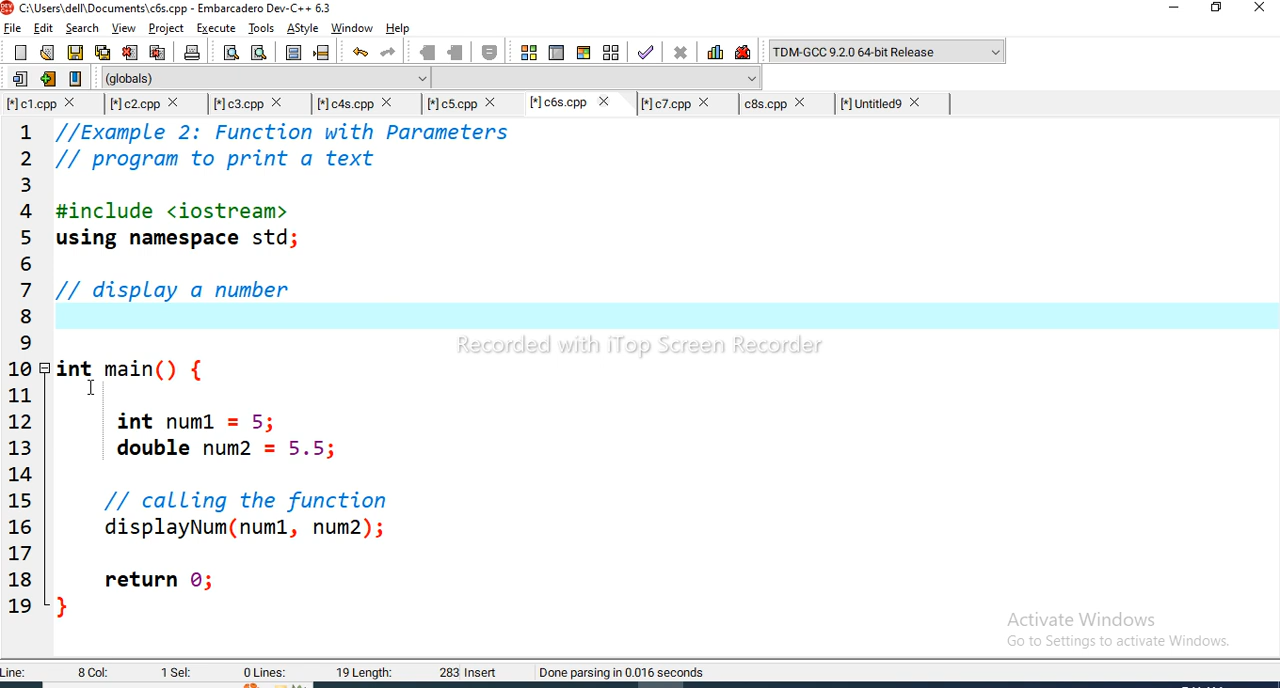 C:\Users\dell\Documents\c6s.cpp - Embarcadero Dev-C++ 6.3
File Edit Search View Project Execute Tools AStyle Window Help
TDM-GCC 9.2.0 64-bit Release
(globals)
[*] c1.cpp [*] c2.cpp [*] c3.cpp [*] c4s.cpp [*] c5.cpp [*] c6s.cpp [*] c7.cpp c8s.cpp [*] Untitled9
1 //Example 2: Function with Parameters
2 // program to print a text
3
4 #include <iostream>
5 using namespace std;
6
7 // display a number
8
9
Recorded with iTop Screen Recorder
10 int main() {
11
12 int num1 = 5;
13 double num2 = 5.5;
14
15 // calling the function
16 displayNum(num1, num2);
17
18 return 0;
19 }
Activate Windows
Go to Settings to activate Windows.
Line: 8 Col: 1 Sel: 0 Lines: 19 Length: 283 Insert Done parsing in 0.016 seconds